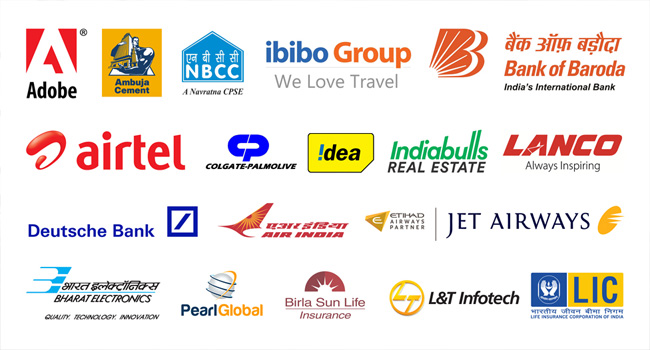 Adobe®
Ambuja
Cement
एन बी सी सी
NBCC
A Navratna CPSE
ibibo Group
We Love Travel
बैंक ऑफ़ बड़ौदा
Bank of Baroda
India's International Bank
airtel
CP
COLGATE-PALMOLIVE
!dea
Indiabulls
REAL ESTATE
LANCO
Always Inspiring
Deutsche Bank
एअर इंडिया
AIR INDIA
ETIHAD
AIRWAYS
PARTNER
JET AIRWAYS
भारत इलेक्ट्रॉनिक्स
BHARAT ELECTRONICS
QUALITY. TECHNOLOGY. INNOVATION
PearlGlobal
Birla Sun Life
Insurance
L&T Infotech
LIC
भारतीय जीवन बीमा निगम
LIFE INSURANCE CORPORATION OF INDIA